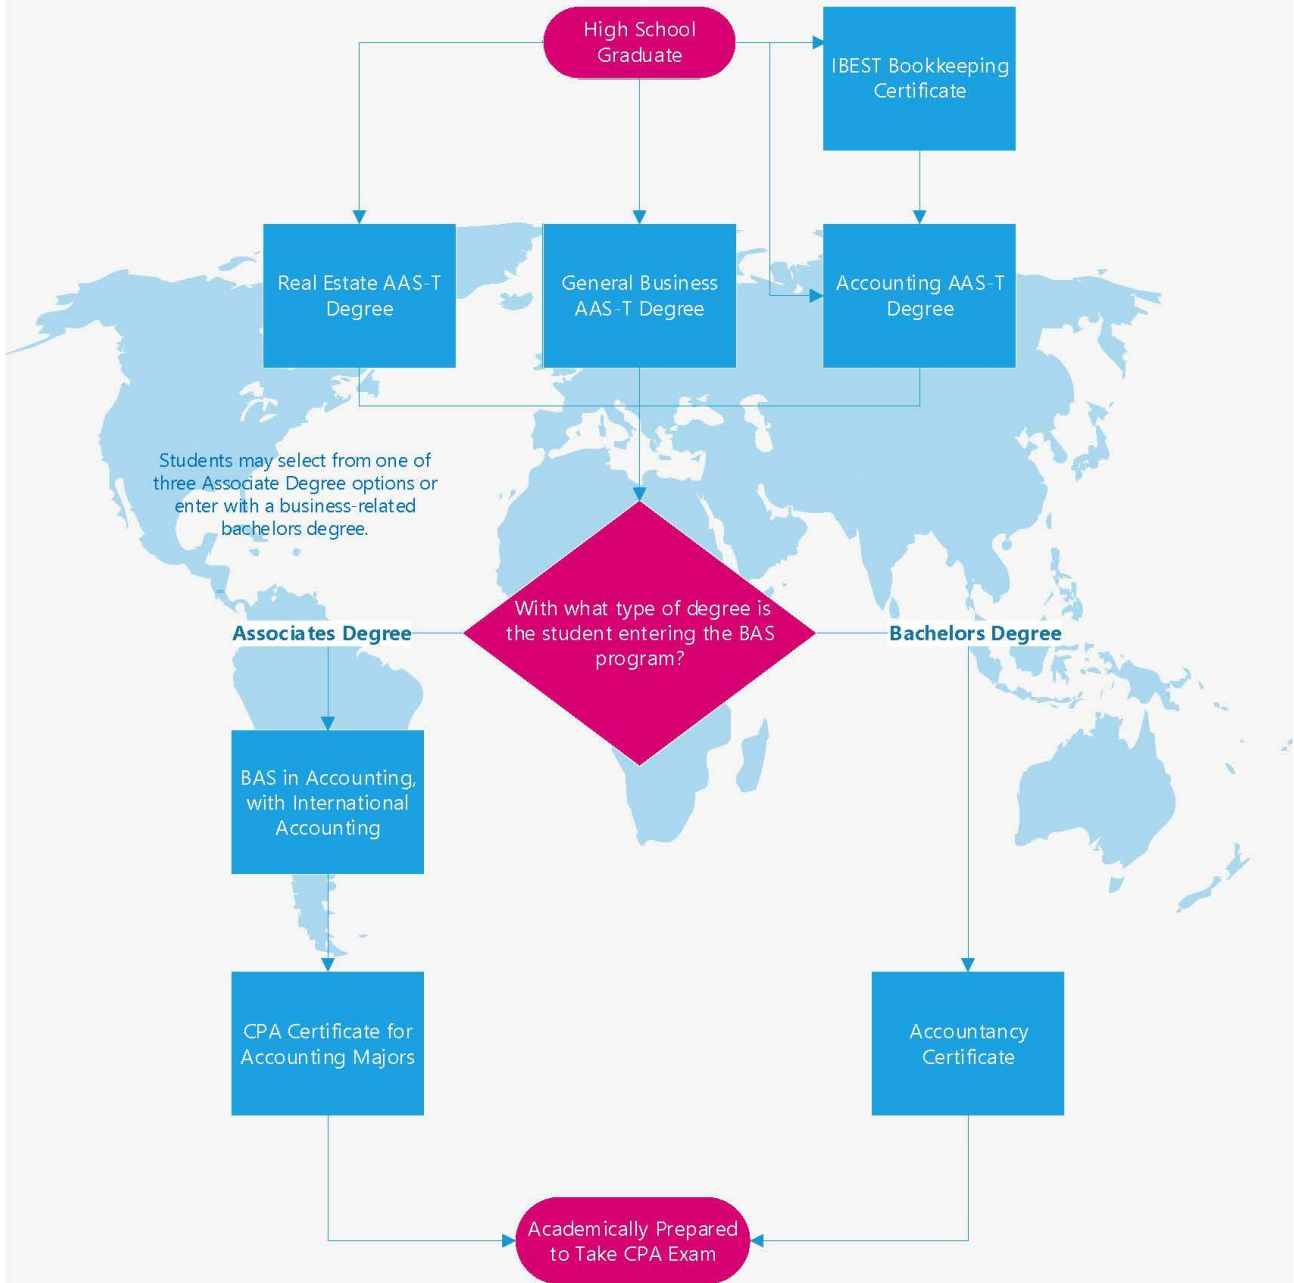 High School
Graduate
IBEST Bookkeeping
Certificate
Real Estate AAS-T
Degree
General Business
AAS-T Degree
Accounting AAS-T
Degree
Students may select from one of
three Associate Degree options or
enter with a business-related
bachelors degree.
With what type of degree is
the student entering the BAS
program?
Associates Degree
Bachelors Degree
BAS in Accounting,
with International
Accounting
CPA Certificate for
Accounting Majors
Accountancy
Certificate
Academically Prepared
to Take CPA Exam